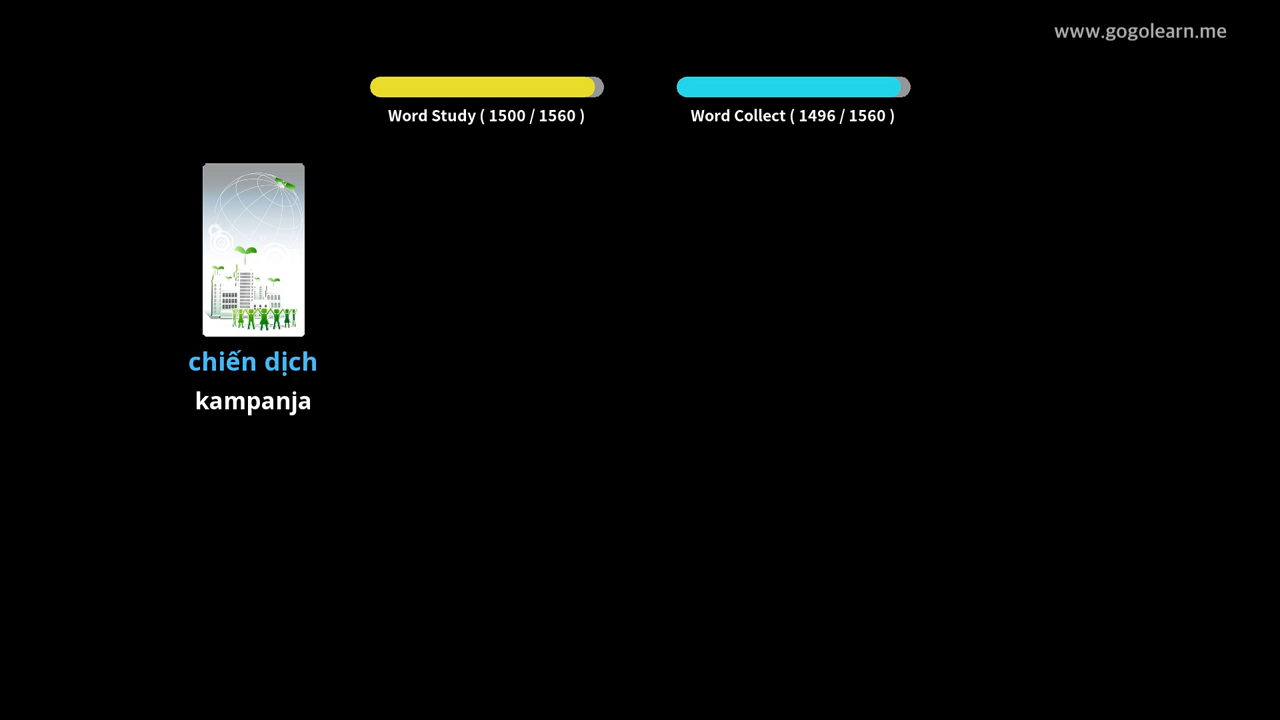 www.gogolearn.me
Word Study ( 1500 / 1560 )
Word Collect ( 1496 / 1560 )
chiến dịch
kampanja